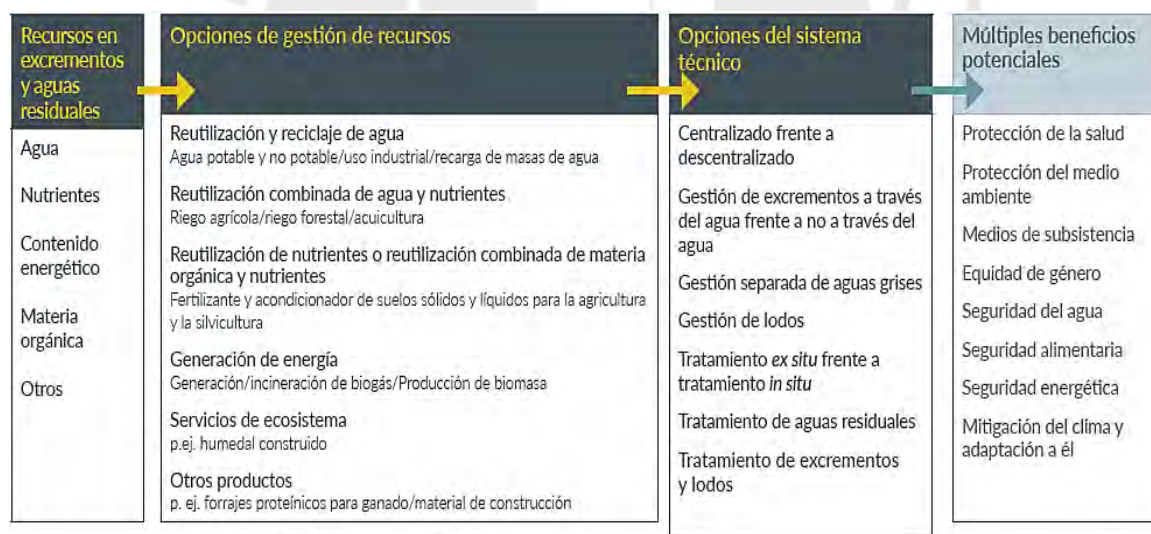 Recursos en
excrementos
y aguas
residuales
Agua
Nutrientes
Contenido
energético
Materia
orgánica
Otros
Opciones de gestión de recursos
Reutilización y reciclaje de agua
Agua potable y no potable/uso industrial/recarga de masas de agua
Reutilización combinada de agua y nutrientes
Riego agrícola/riego forestal/acuicultura
Reutilización de nutrientes o reutilización combinada de materia
orgánica y nutrientes
Fertilizante y acondicionador de suelos sólidos y líquidos para la agricultura
y la silvicultura
Generación de energía
Generación/incineración de biogás/Producción de biomasa
Servicios de ecosistema
p.ej. humedal construido
Otros productos
p. ej. forrajes proteínicos para ganado/material de construcción
Opciones del sistema
técnico
Centralizado frente a
descentralizado
Gestión de excrementos a través
del agua frente a no a través del
agua
Gestión separada de aguas grises
Gestión de lodos
Tratamiento ex situ frente a
tratamiento in situ
Tratamiento de aguas residuales
Tratamiento de excrementos
y lodos
Múltiples beneficios
potenciales
Protección de la salud
Protección del medio
ambiente
Medios de subsistencia
Equidad de género
Seguridad del agua
Seguridad alimentaria
Seguridad energética
Mitigación del clima y
adaptación a él